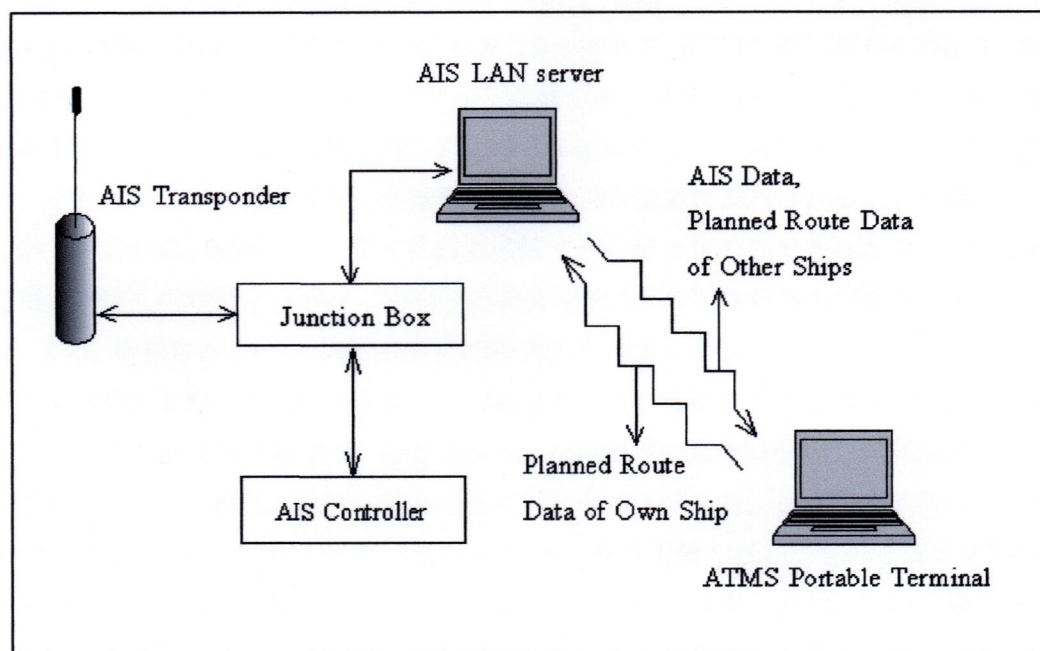 AIS LAN server
AIS Transponder
AIS Data,
Planned Route Data
of Other Ships
Junction Box
Planned Route
Data of Own Ship
AIS Controller
ATMS Portable Terminal